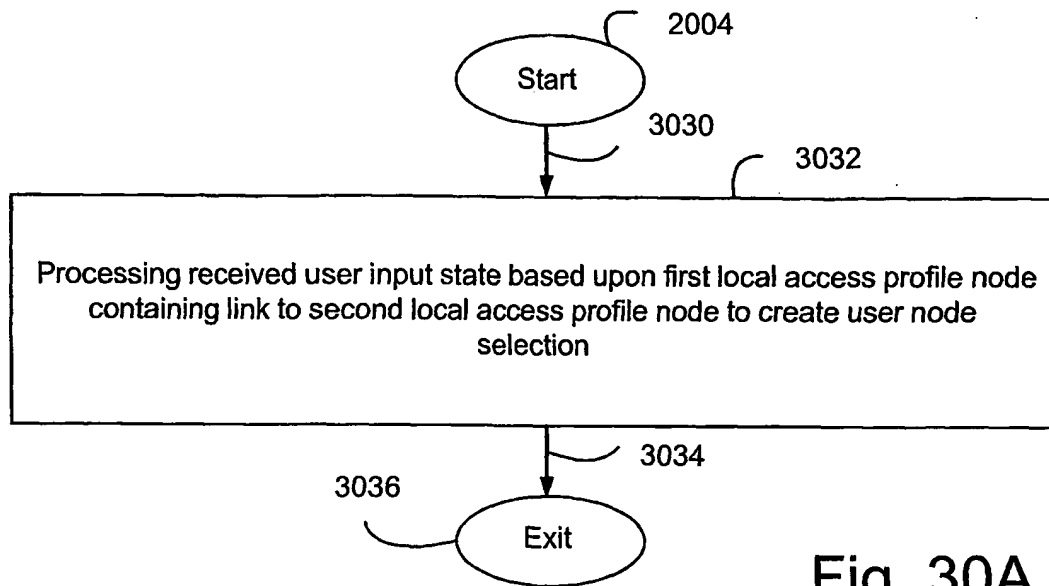 2004
Start
3030
3032
Processing received user input state based upon first local access profile node
containing link to second local access profile node to create user node
selection
3034
3036
Exit
Fig. 30A